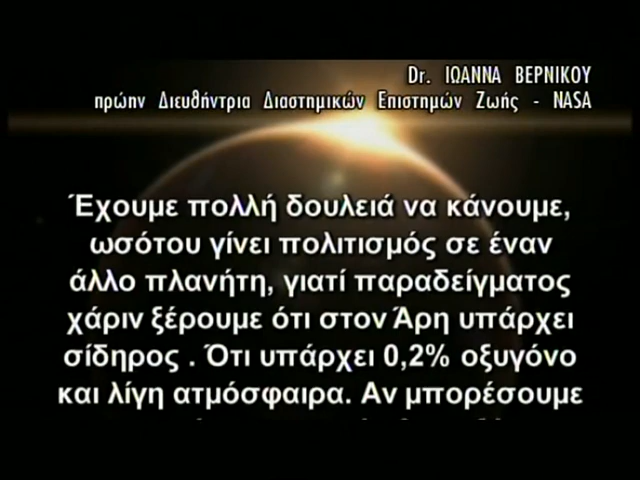 Dr. ΙΩΑΝΝΑ ΒΕΡΝΙΚΟΥ
πρώην Διευθήντρια Διαστημικών Επιστημών Ζωής - NASA
Έχουμε πολλή δουλειά να κάνουμε,
ωσότου γίνει πολιτισμός σε έναν
άλλο πλανήτη, γιατί παραδείγματος
χάριν ξέρουμε ότι στον Άρη υπάρχει
σίδηρος . Ότι υπάρχει 0,2% οξυγόνο
και λίγη ατμόσφαιρα. Αν μπορέσουμε